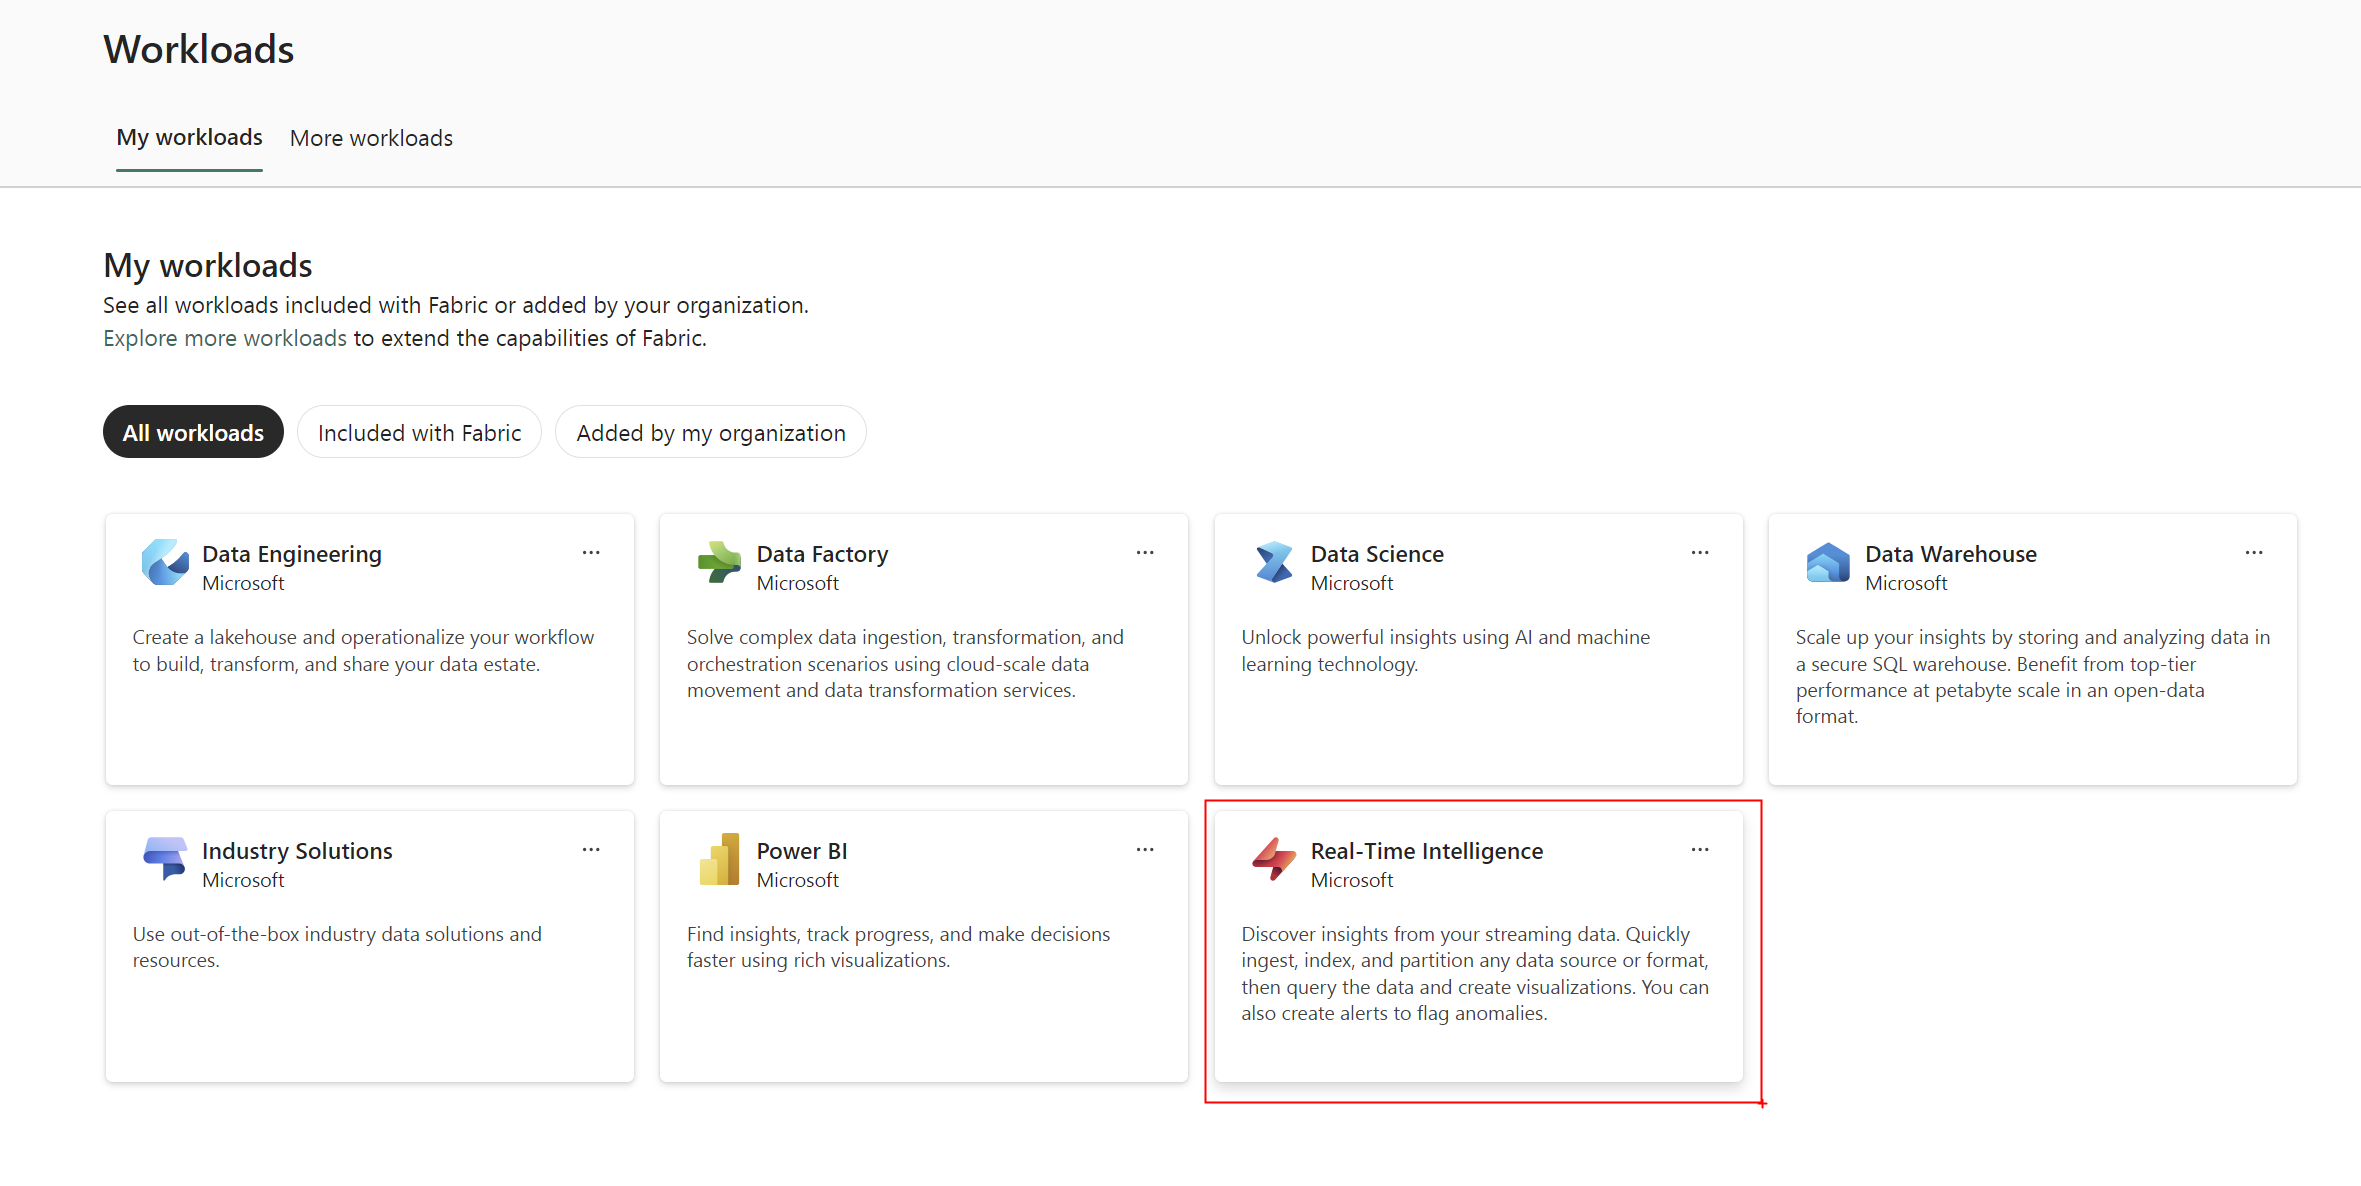 Workloads
My workloads
More workloads
My workloads
See all workloads included with Fabric or added by your organization.
Explore more workloads to extend the capabilities of Fabric.
All workloads
Included with Fabric
Added by my organization
Data Engineering
Microsoft
Create a lakehouse and operationalize your workflow
to build, transform, and share your data estate.
Data Factory
Microsoft
Solve complex data ingestion, transformation, and
orchestration scenarios using cloud-scale data
movement and data transformation services.
Data Science
Microsoft
Unlock powerful insights using AI and machine
learning technology.
Data Warehouse
Microsoft
Scale up your insights by storing and analyzing data in
a secure SQL warehouse. Benefit from top-tier
performance at petabyte scale in an open-data
format.
Industry Solutions
Microsoft
Use out-of-the-box industry data solutions and
resources.
Power BI
Microsoft
Find insights, track progress, and make decisions
faster using rich visualizations.
Real-Time Intelligence
Microsoft
Discover insights from your streaming data. Quickly
ingest, index, and partition any data source or format,
then query the data and create visualizations. You can
also create alerts to flag anomalies.